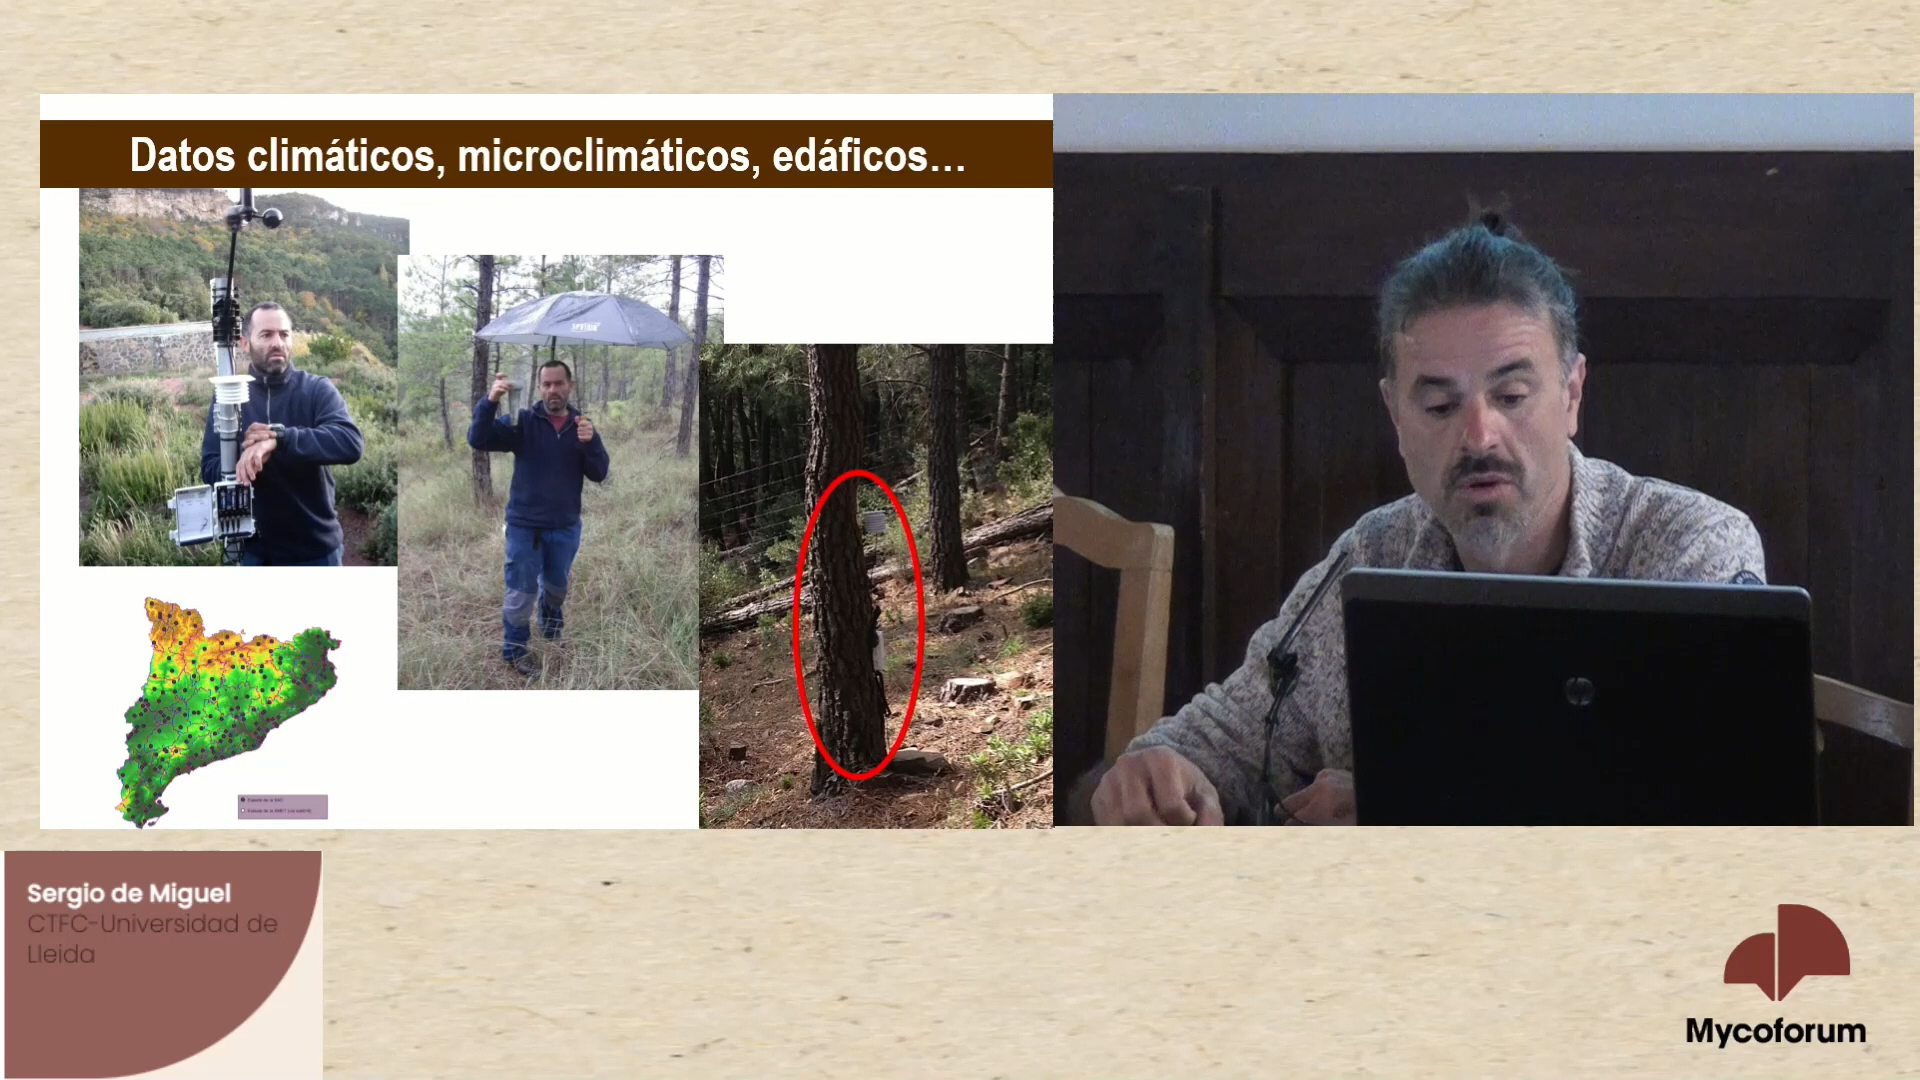 Datos climáticos, microclimáticos, edáficos…
Sergio de Miguel
CTFC-Universidad de
Lleida
Mycoforum